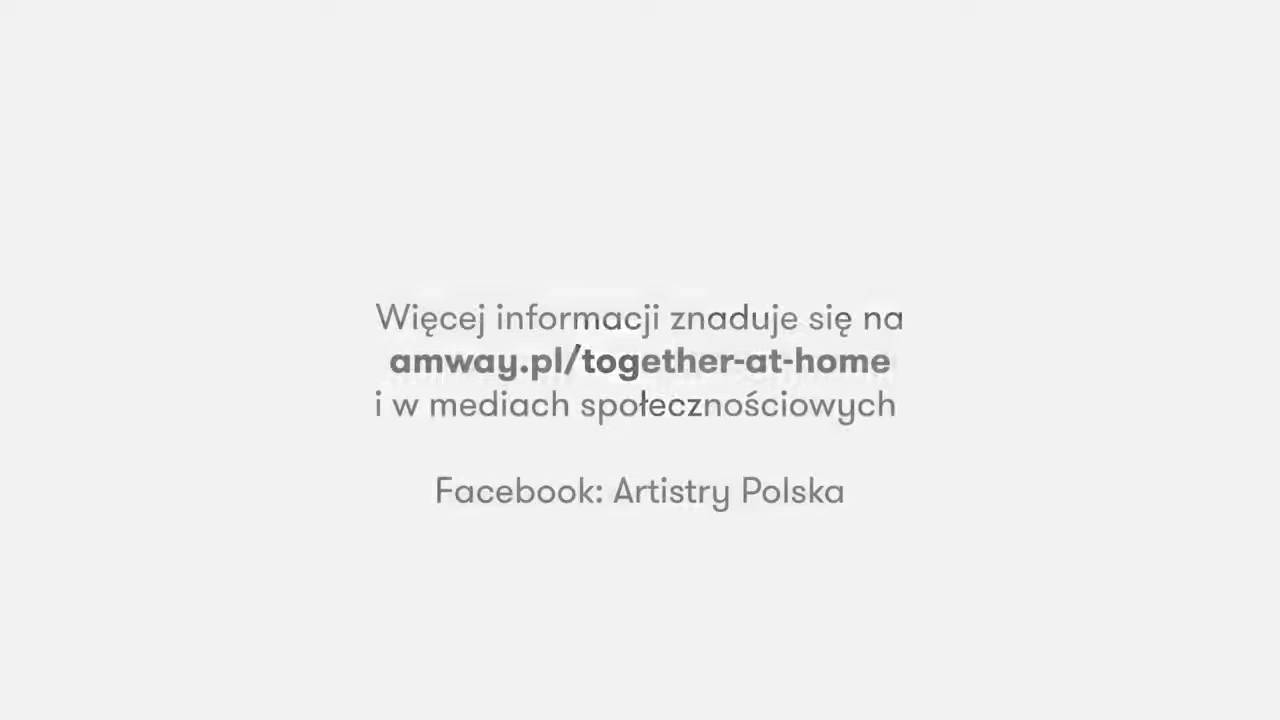 Więcej informacji znaduje się na
amway.pl/together-at-home
i w mediach społecznościowych
Facebook: Artistry Polska